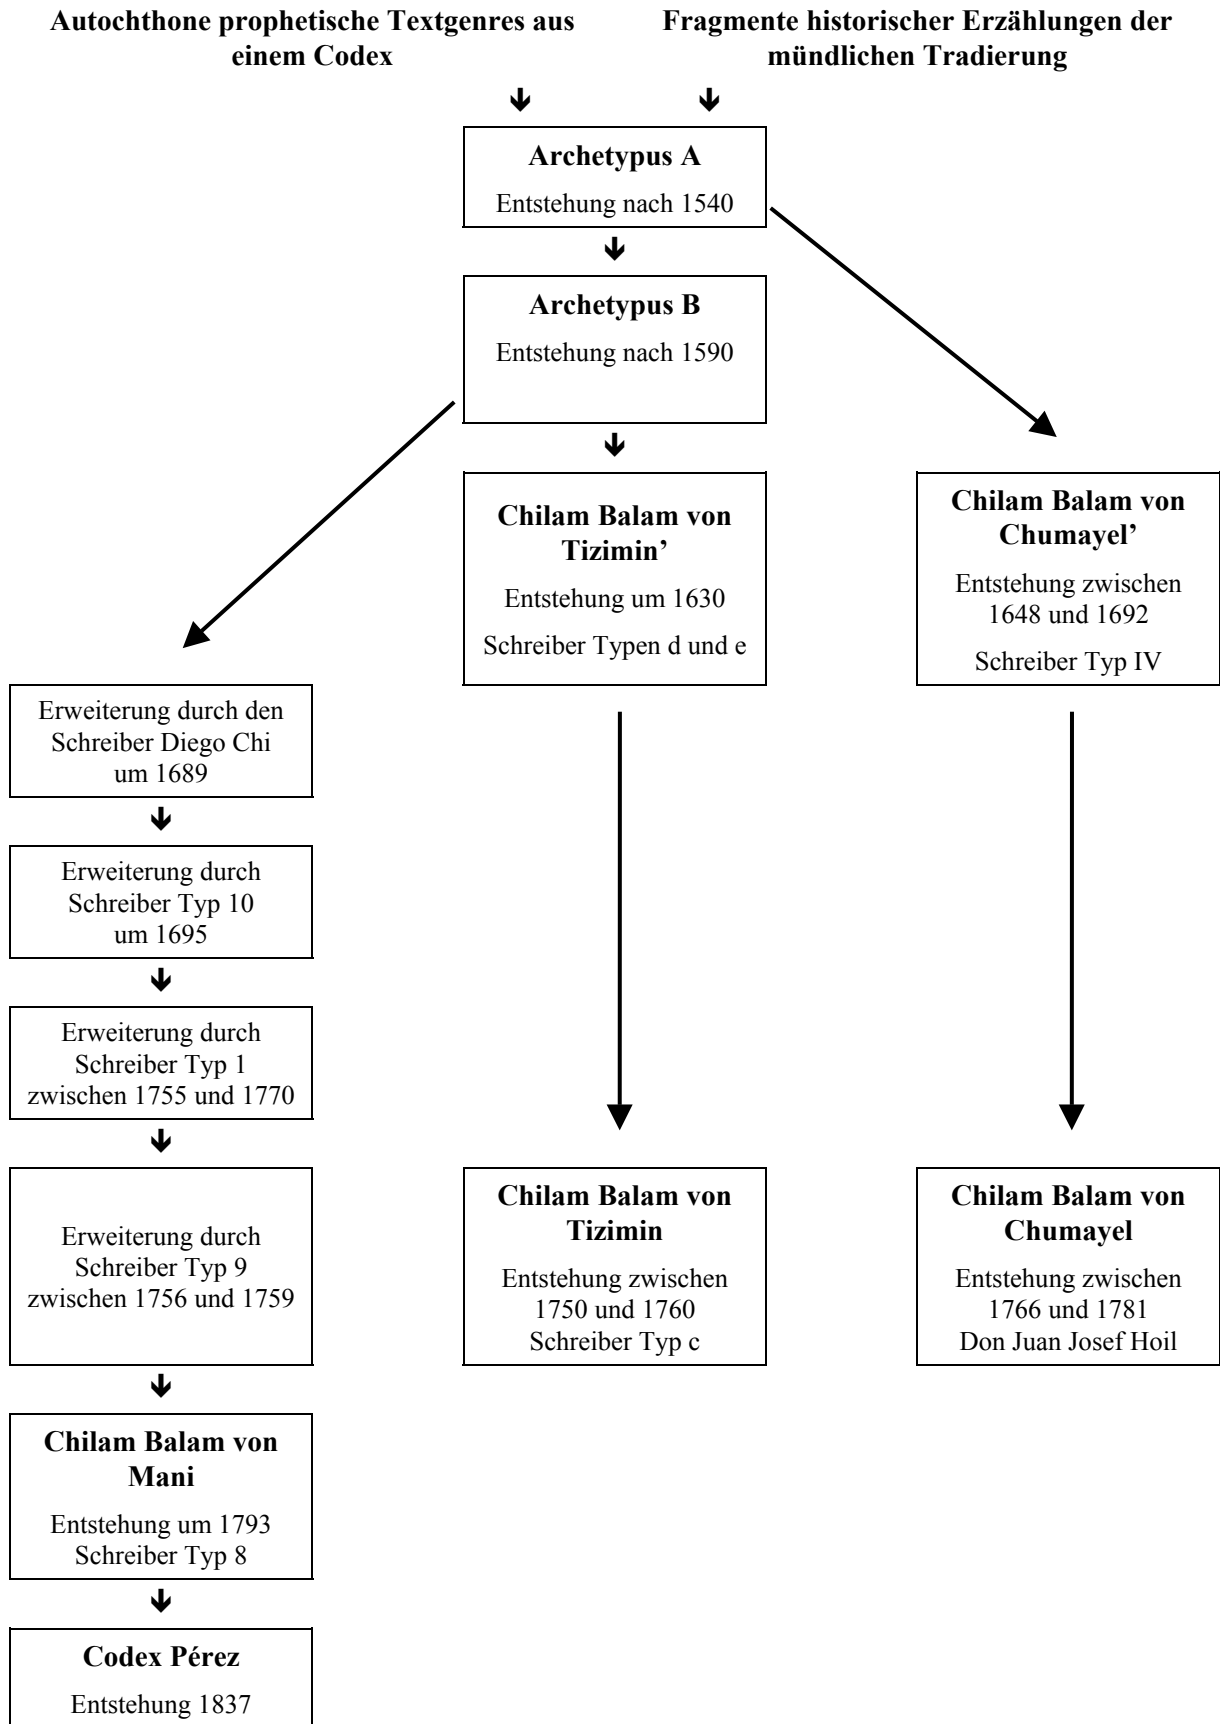 Autochthone prophetische Textgenres aus
einem Codex
Fragmente historischer Erzählungen der
mündlichen Tradierung
Archetypus A
Entstehung nach 1540
Archetypus B
Entstehung nach 1590
Chilam Balam von
Tizimin’
Entstehung um 1630
Schreiber Typen d und e
Chilam Balam von
Chumayel’
Entstehung zwischen
1648 und 1692
Schreiber Typ IV
Erweiterung durch den
Schreiber Diego Chi
um 1689
Erweiterung durch
Schreiber Typ 10
um 1695
Erweiterung durch
Schreiber Typ 1
zwischen 1755 und 1770
Erweiterung durch
Schreiber Typ 9
zwischen 1756 und 1759
Chilam Balam von
Tizimin
Entstehung zwischen
1750 und 1760
Schreiber Typ c
Chilam Balam von
Chumayel
Entstehung zwischen
1766 und 1781
Don Juan Josef Hoil
Chilam Balam von
Mani
Entstehung um 1793
Schreiber Typ 8
Codex Pérez
Entstehung 1837